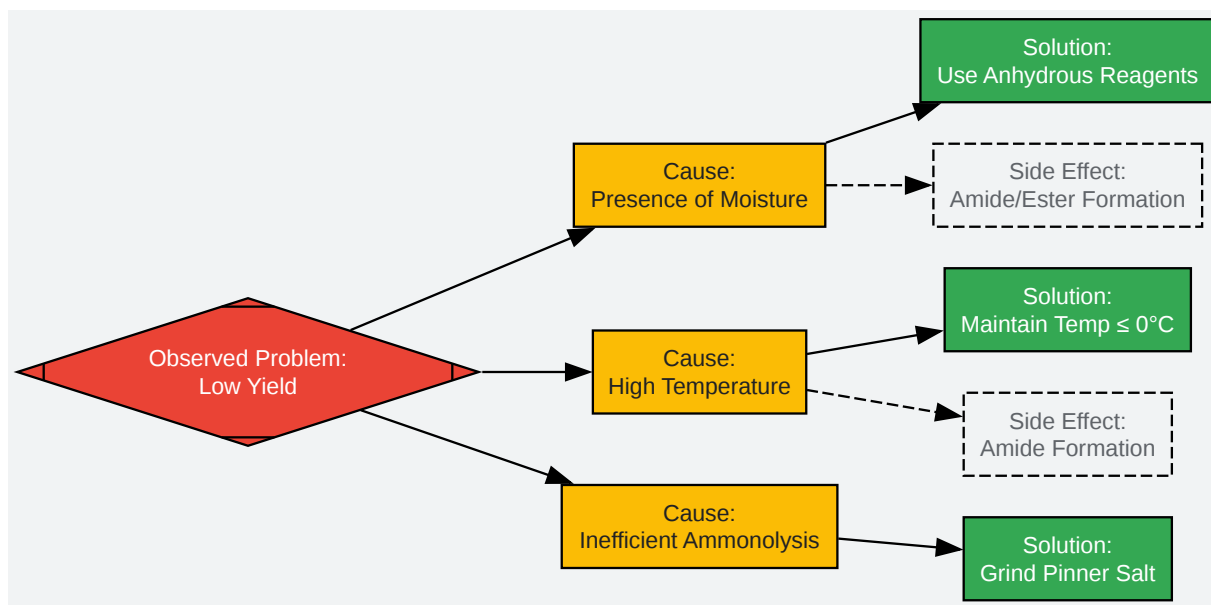 Observed Problem:
Low Yield
Cause:
Presence of Moisture
Solution:
Use Anhydrous Reagents
Side Effect:
Amide/Ester Formation
Cause:
High Temperature
Solution:
Maintain Temp ≤ 0°C
Side Effect:
Amide Formation
Cause:
Inefficient Ammonolysis
Solution:
Grind Pinner Salt